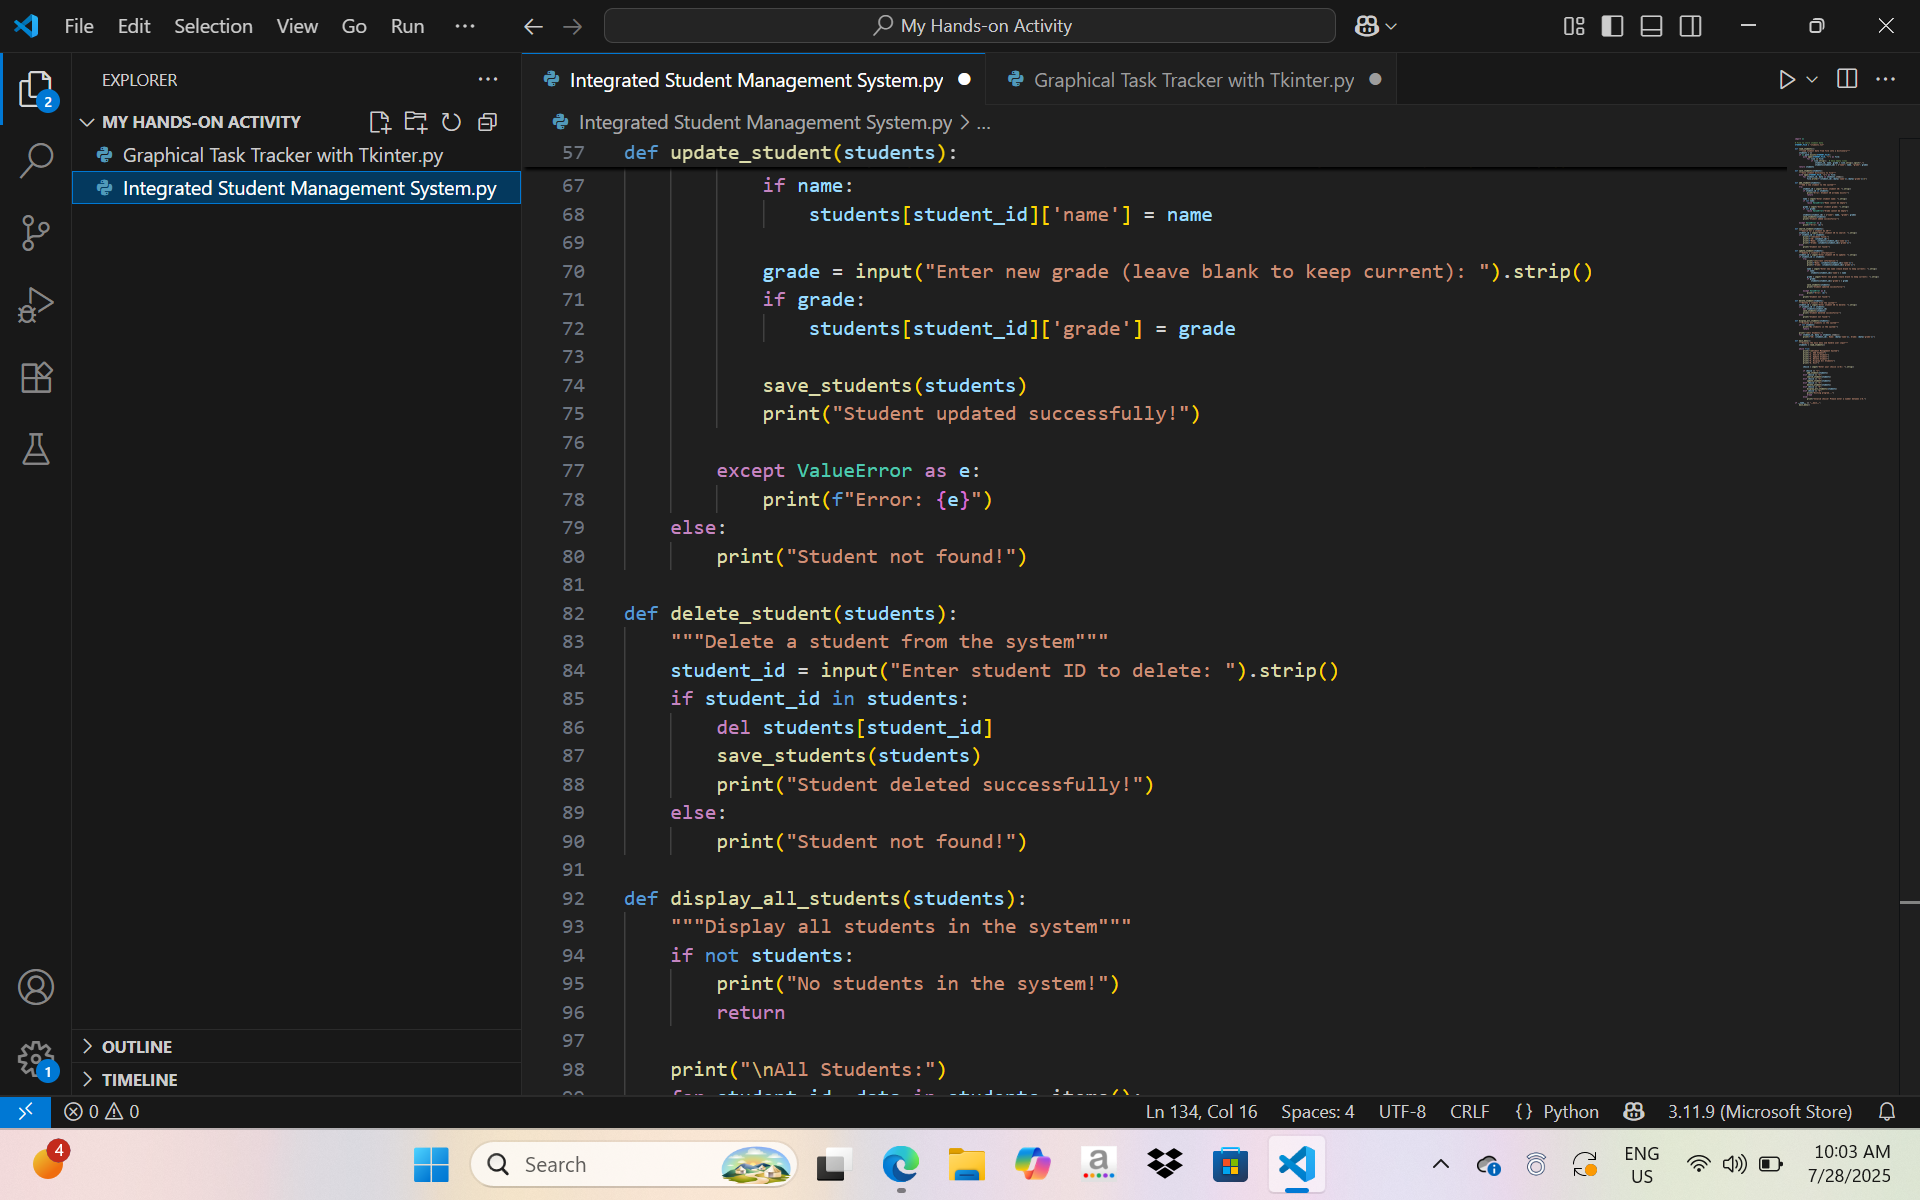 File Edit Selection View Go Run ···
My Hands-on Activity
EXPLORER
2
MY HANDS-ON ACTIVITY
Graphical Task Tracker with Tkinter.py
Integrated Student Management System.py
OUTLINE
TIMELINE
1
Integrated Student Management System.py
Graphical Task Tracker with Tkinter.py
Integrated Student Management System.py > ...
57 def update_student(students):
67 if name:
68 students[student_id]['name'] = name
69
70 grade = input("Enter new grade (leave blank to keep current): ").strip()
71 if grade:
72 students[student_id]['grade'] = grade
73
74 save_students(students)
75 print("Student updated successfully!")
76
77 except ValueError as e:
78 print(f"Error: {e}")
79 else:
80 print("Student not found!")
81
82 def delete_student(students):
83 """Delete a student from the system"""
84 student_id = input("Enter student ID to delete: ").strip()
85 if student_id in students:
86 del students[student_id]
87 save_students(students)
88 print("Student deleted successfully!")
89 else:
90 print("Student not found!")
91
92 def display_all_students(students):
93 """Display all students in the system"""
94 if not students:
95 print("No students in the system!")
96 return
97
98 print("\nAll Students:")
0 0
Ln 134, Col 16 Spaces: 4 UTF-8 CRLF {} Python 3.11.9 (Microsoft Store)
4
Search
a
ENG
US
10:03 AM
7/28/2025